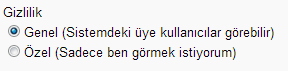 Gizlilik
Genel (Sistemdeki üye kullanıcılar görebilir)
Özel (Sadece ben görmek istiyorum)